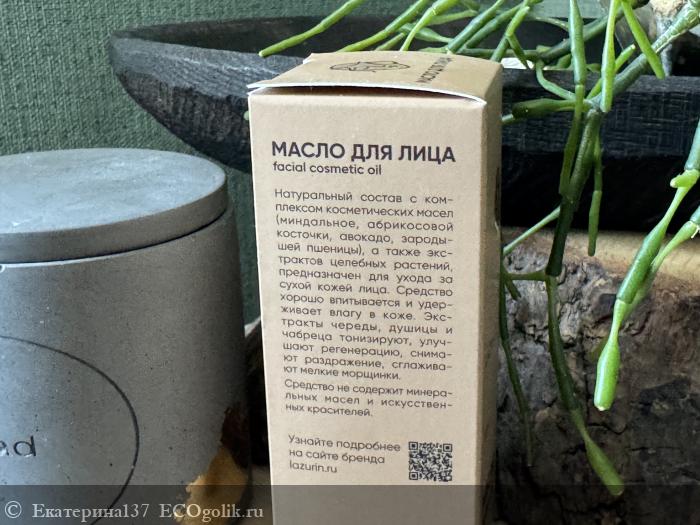 МАСЛО ДЛЯ ЛИЦА
facial cosmetic oil
Натуральный состав с ком-
плексом косметических масел
(миндальное, абрикосовой
косточки, авокадо, зароды-
шей пшеницы), а также экс-
трактов целебных растений,
предназначен для ухода за
сухой кожей лица. Средство
хорошо впитывается и удер-
живает влагу в коже. Экс-
тракты череды, душицы и
чабреца тонизируют, улуч-
шают регенерацию, снима-
ют раздражение, сглажива-
ют мелкие морщинки.
Средство не содержит минера-
льных масел и искусствен-
ных красителей.
Узнайте подробнее
на сайте бренда
lazurin.ru
© Екатерина137 ECOgolik.ru